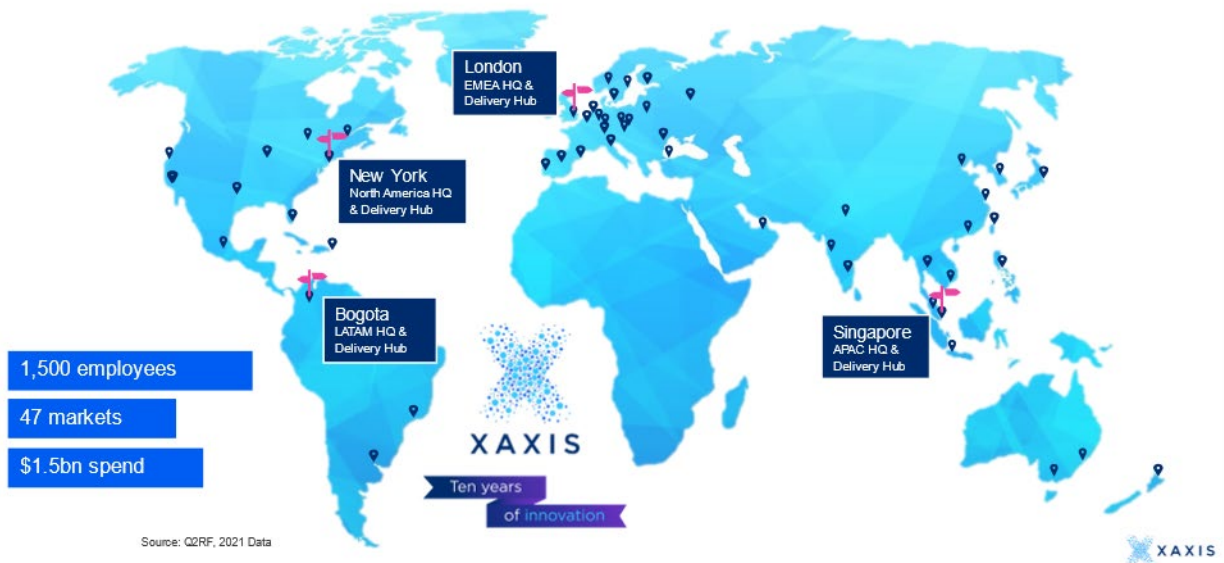 London
EMEA HQ &
Delivery Hub
New York
North America HQ
& Delivery Hub
Bogota
LATAM HQ &
Delivery Hub
Singapore
APAC HQ &
Delivery Hub
1,500 employees
47 markets
$1.5bn spend
XAXIS
Ten years
of innovation
Source: Q2RF, 2021 Data
XAXIS